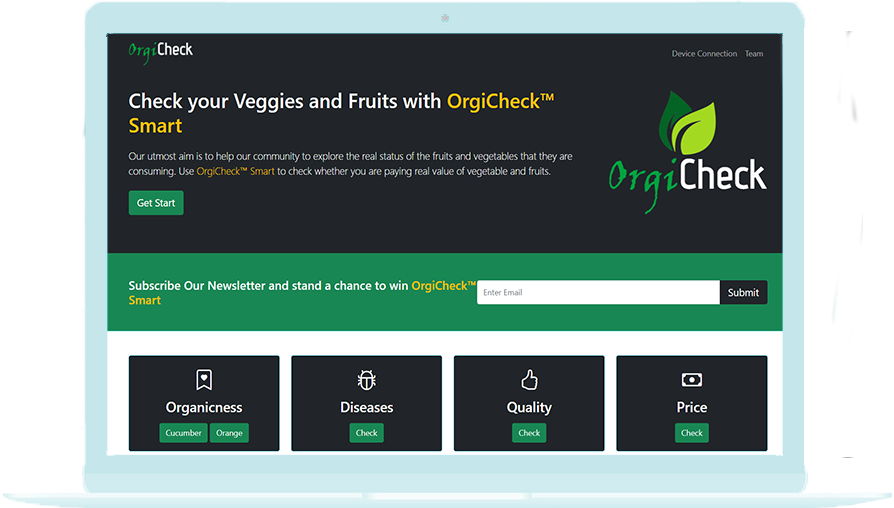 OrgiCheck
Device Connection Team
Check your Veggies and Fruits with OrgiCheck™
Smart
Our utmost aim is to help our community to explore the real status of the fruits and vegetables that they are
consuming. Use OrgiCheck™ Smart to check whether you are paying real value of vegetable and fruits.
Get Start
OrgiCheck
Subscribe Our Newsletter and stand a chance to win OrgiCheck™
Smart
Enter Email
Submit
Organicness
Cucumber Orange
Diseases
Check
Quality
Check
Price
Check